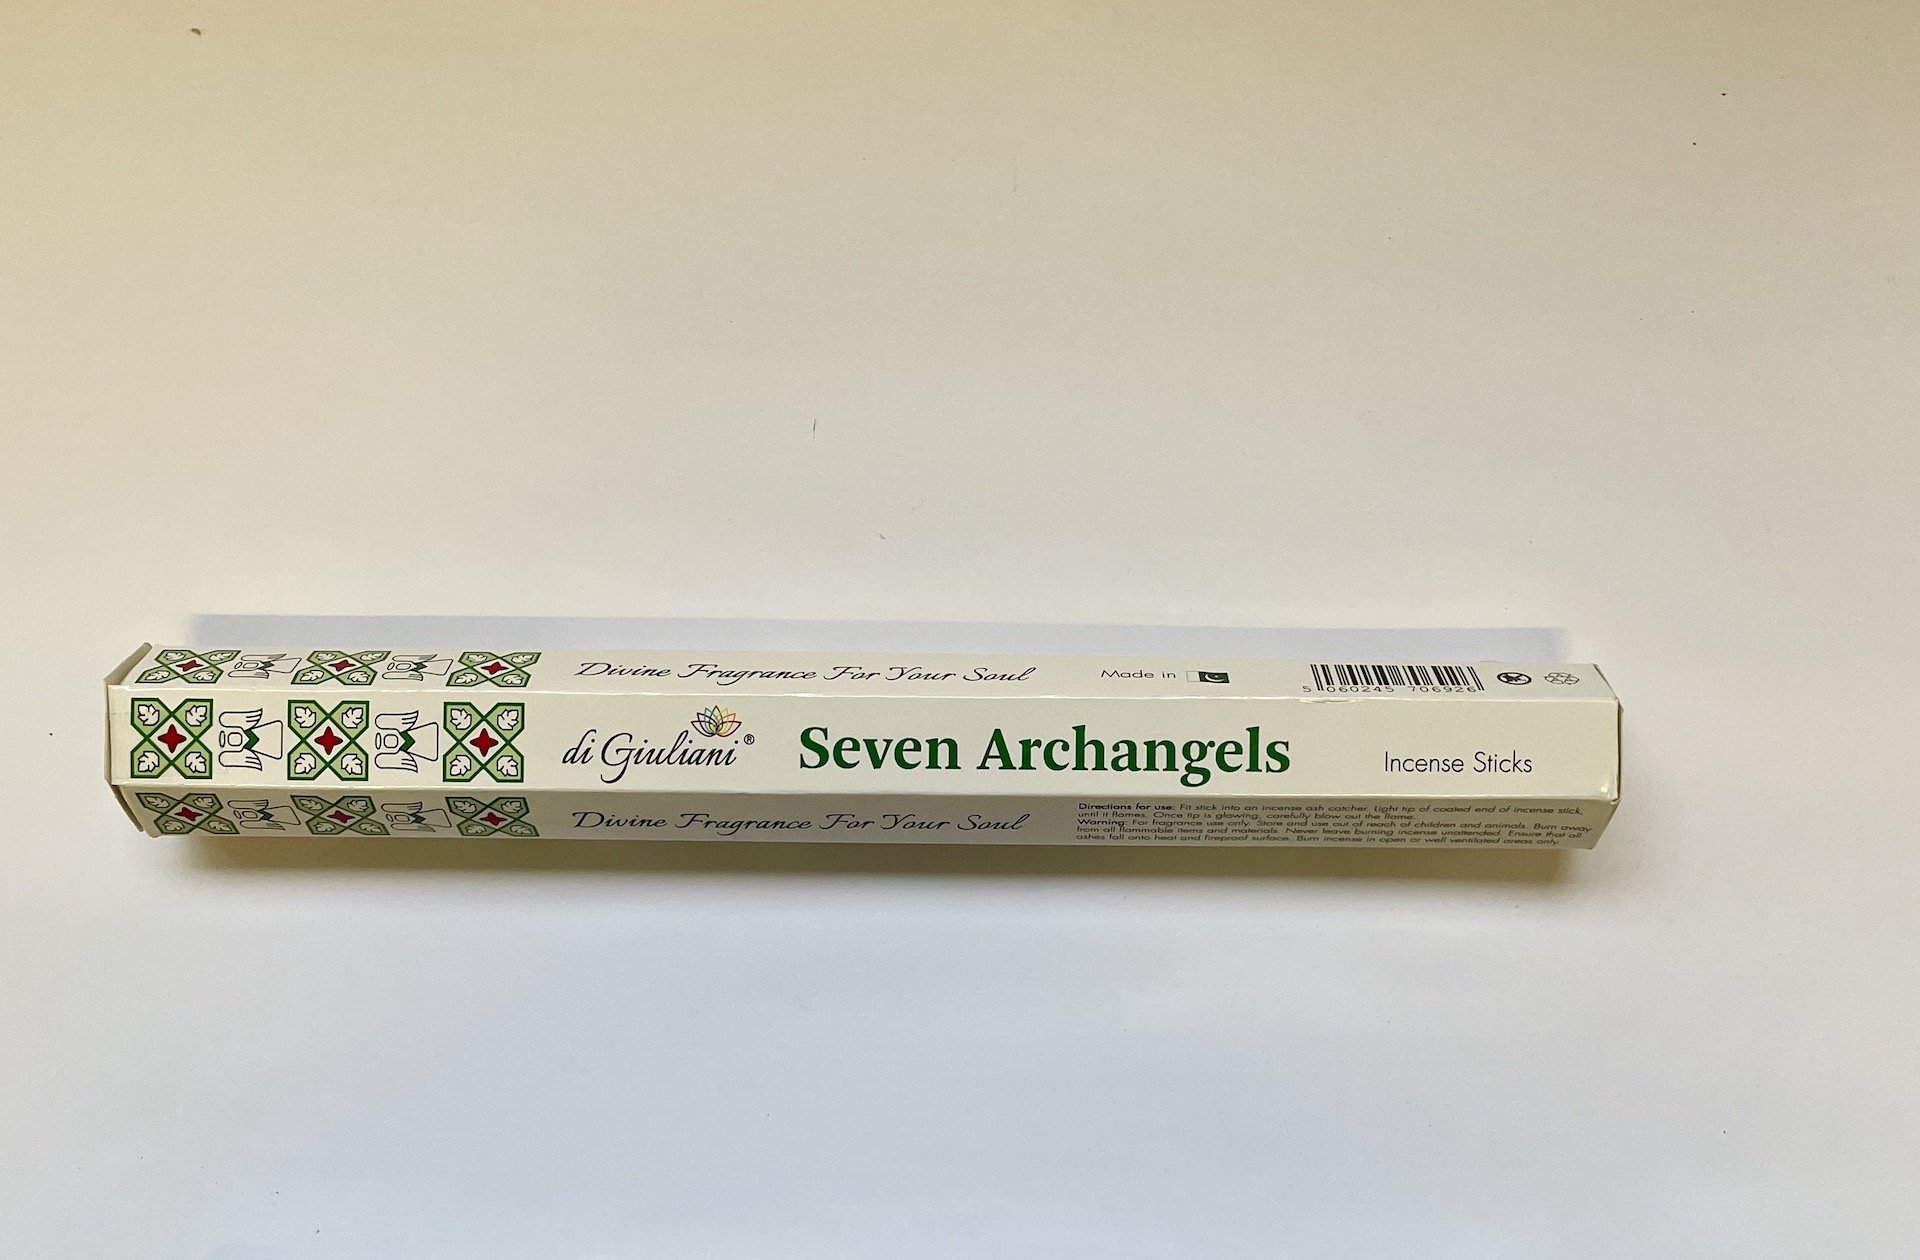 Divine Fragrance For Your Soul
Made in
5 060245 706926
di Giuliani®
Seven Archangels
Incense Sticks
Divine Fragrance For Your Soul
Directions for use: Fit stick into an incense ash catcher. Light tip of coated end of incense stick,
until it flames. Once tip is glowing, carefully blow out the flame.
Warning: For fragrance use only. Store and use out of reach of children and animals. Burn away
from all flammable items and materials. Never leave burning incense unattended. Ensure that all
ashes fall onto heat and fireproof surface. Burn incense in open or well ventilated areas only.